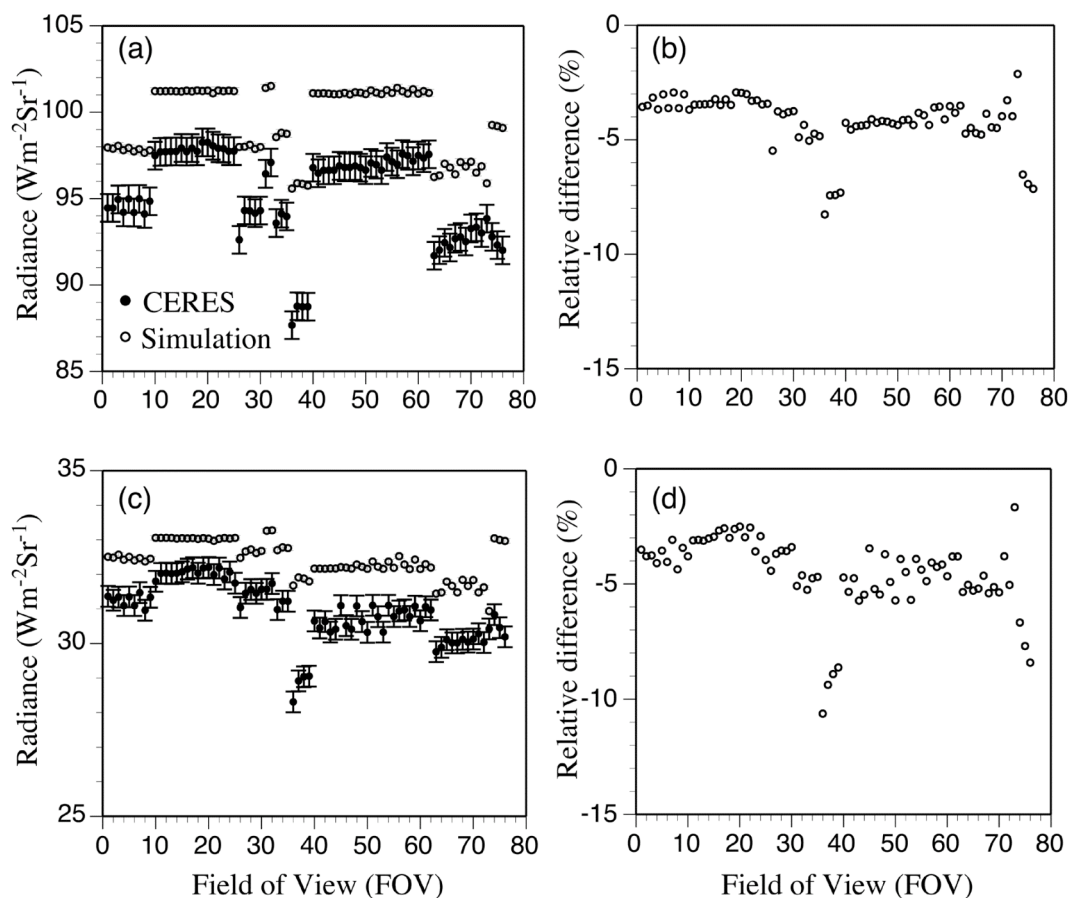 (a)
Radiance (Wm⁻²Sr⁻¹)
105
100
95
90
85
CERES
Simulation
0 10 20 30 40 50 60 70 80
(b)
Relative difference (%)
0
-5
-10
-15
0 10 20 30 40 50 60 70 80
(c)
Radiance (Wm⁻²Sr⁻¹)
35
30
25
0 10 20 30 40 50 60 70 80
Field of View (FOV)
(d)
Relative difference (%)
0
-5
-10
-15
0 10 20 30 40 50 60 70 80
Field of View (FOV)